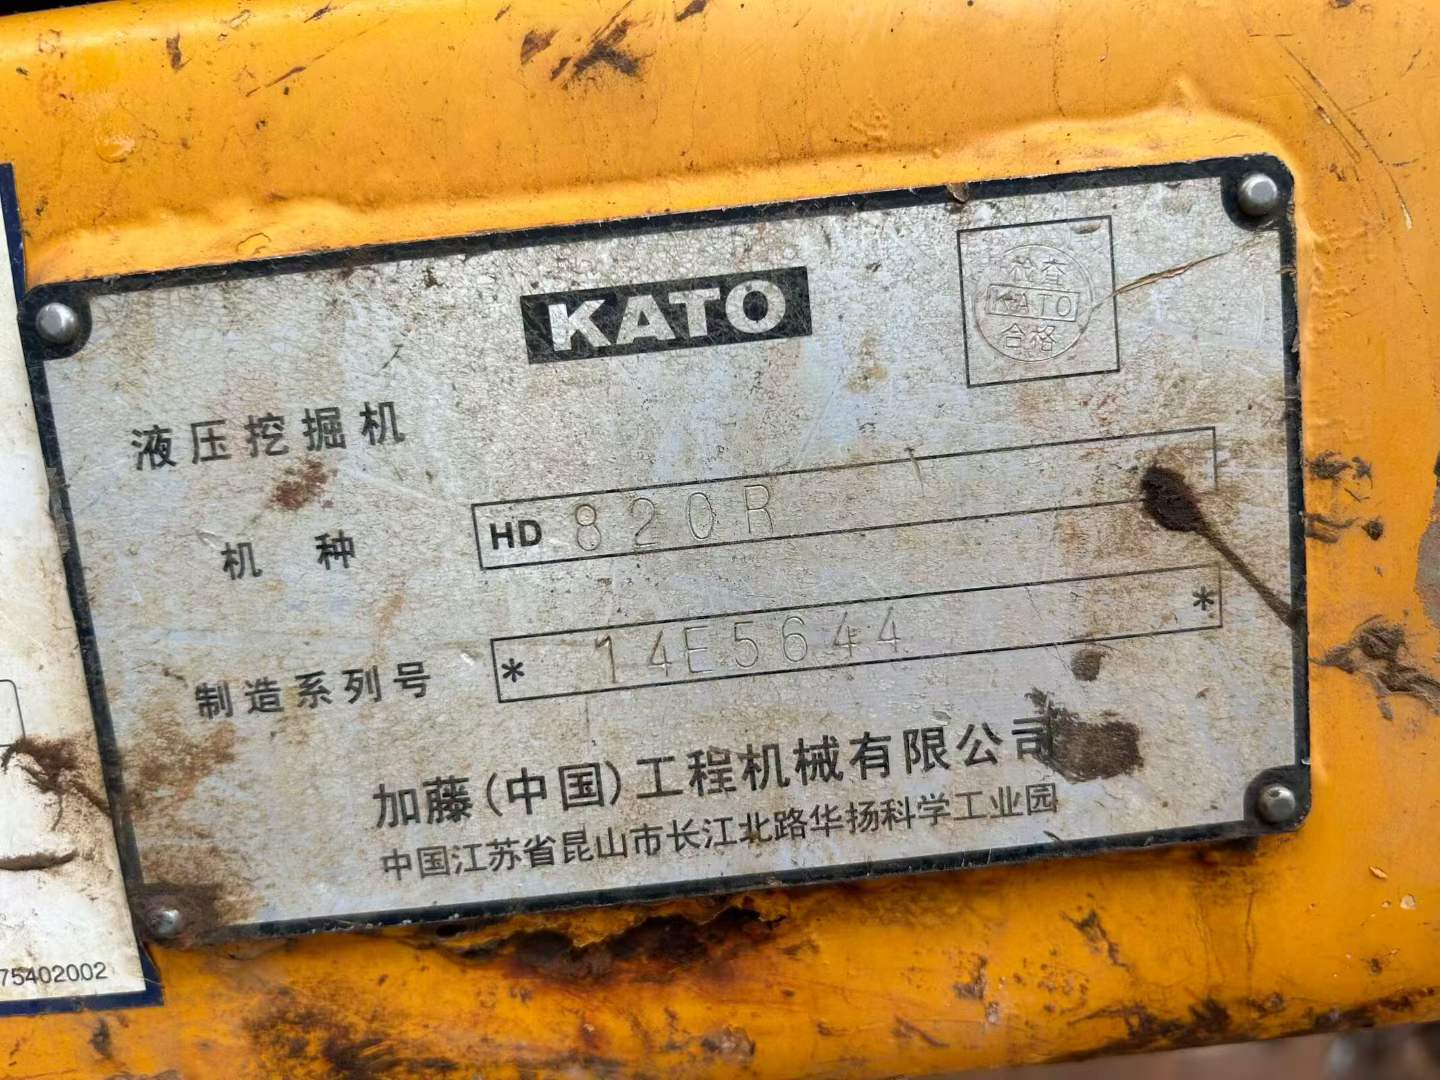 KATO
检查
KATO
合格
液压挖掘机
机 种 HD 820R
制造系列号 * 14E5644 *
加藤(中国)工程机械有限公司
中国江苏省昆山市长江北路华扬科学工业园
75402002